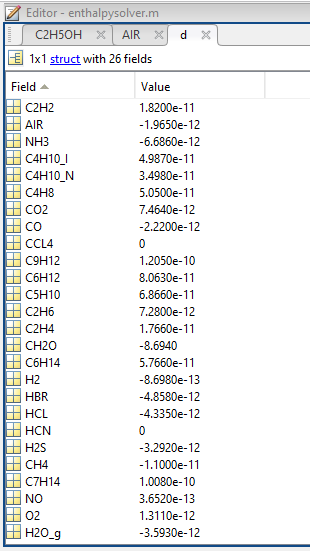 Editor - enthalpysolver.m
C2H5OH AIR d
1x1 struct with 26 fields
Field Value
C2H2 1.8200e-11
AIR -1.9650e-12
NH3 -6.6860e-12
C4H10_I 4.9870e-11
C4H10_N 3.4980e-11
C4H8 5.0500e-11
CO2 7.4640e-12
CO -2.2200e-12
CCL4 0
C9H12 1.2050e-10
C6H12 8.0630e-11
C5H10 6.8660e-11
C2H6 7.2800e-12
C2H4 1.7660e-11
CH2O -8.6940
C6H14 5.7660e-11
H2 -8.6980e-13
HBR -4.8580e-12
HCL -4.3350e-12
HCN 0
H2S -3.2920e-12
CH4 -1.1000e-11
C7H14 1.0080e-10
NO 3.6520e-13
O2 1.3110e-12
H2O_g -3.5930e-12